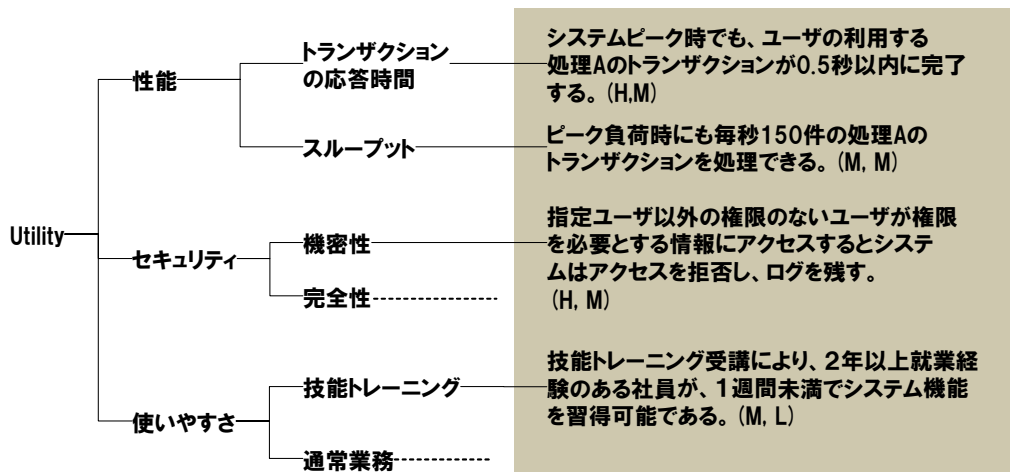 Utility
性能
トランザクション
の応答時間
システムピーク時でも、ユーザの利用する
処理Aのトランザクションが0.5秒以内に完了
する。(H,M)
スループット
ピーク負荷時にも毎秒150件の処理Aの
トランザクションを処理できる。(M, M)
セキュリティ
機密性
指定ユーザ以外の権限のないユーザが権限
を必要とする情報にアクセスするとシステ
ムはアクセスを拒否し、ログを残す。
(H, M)
完全性
使いやすさ
技能トレーニング
技能トレーニング受講により、2年以上就業経
験のある社員が、1週間未満でシステム機能
を習得可能である。(M, L)
通常業務